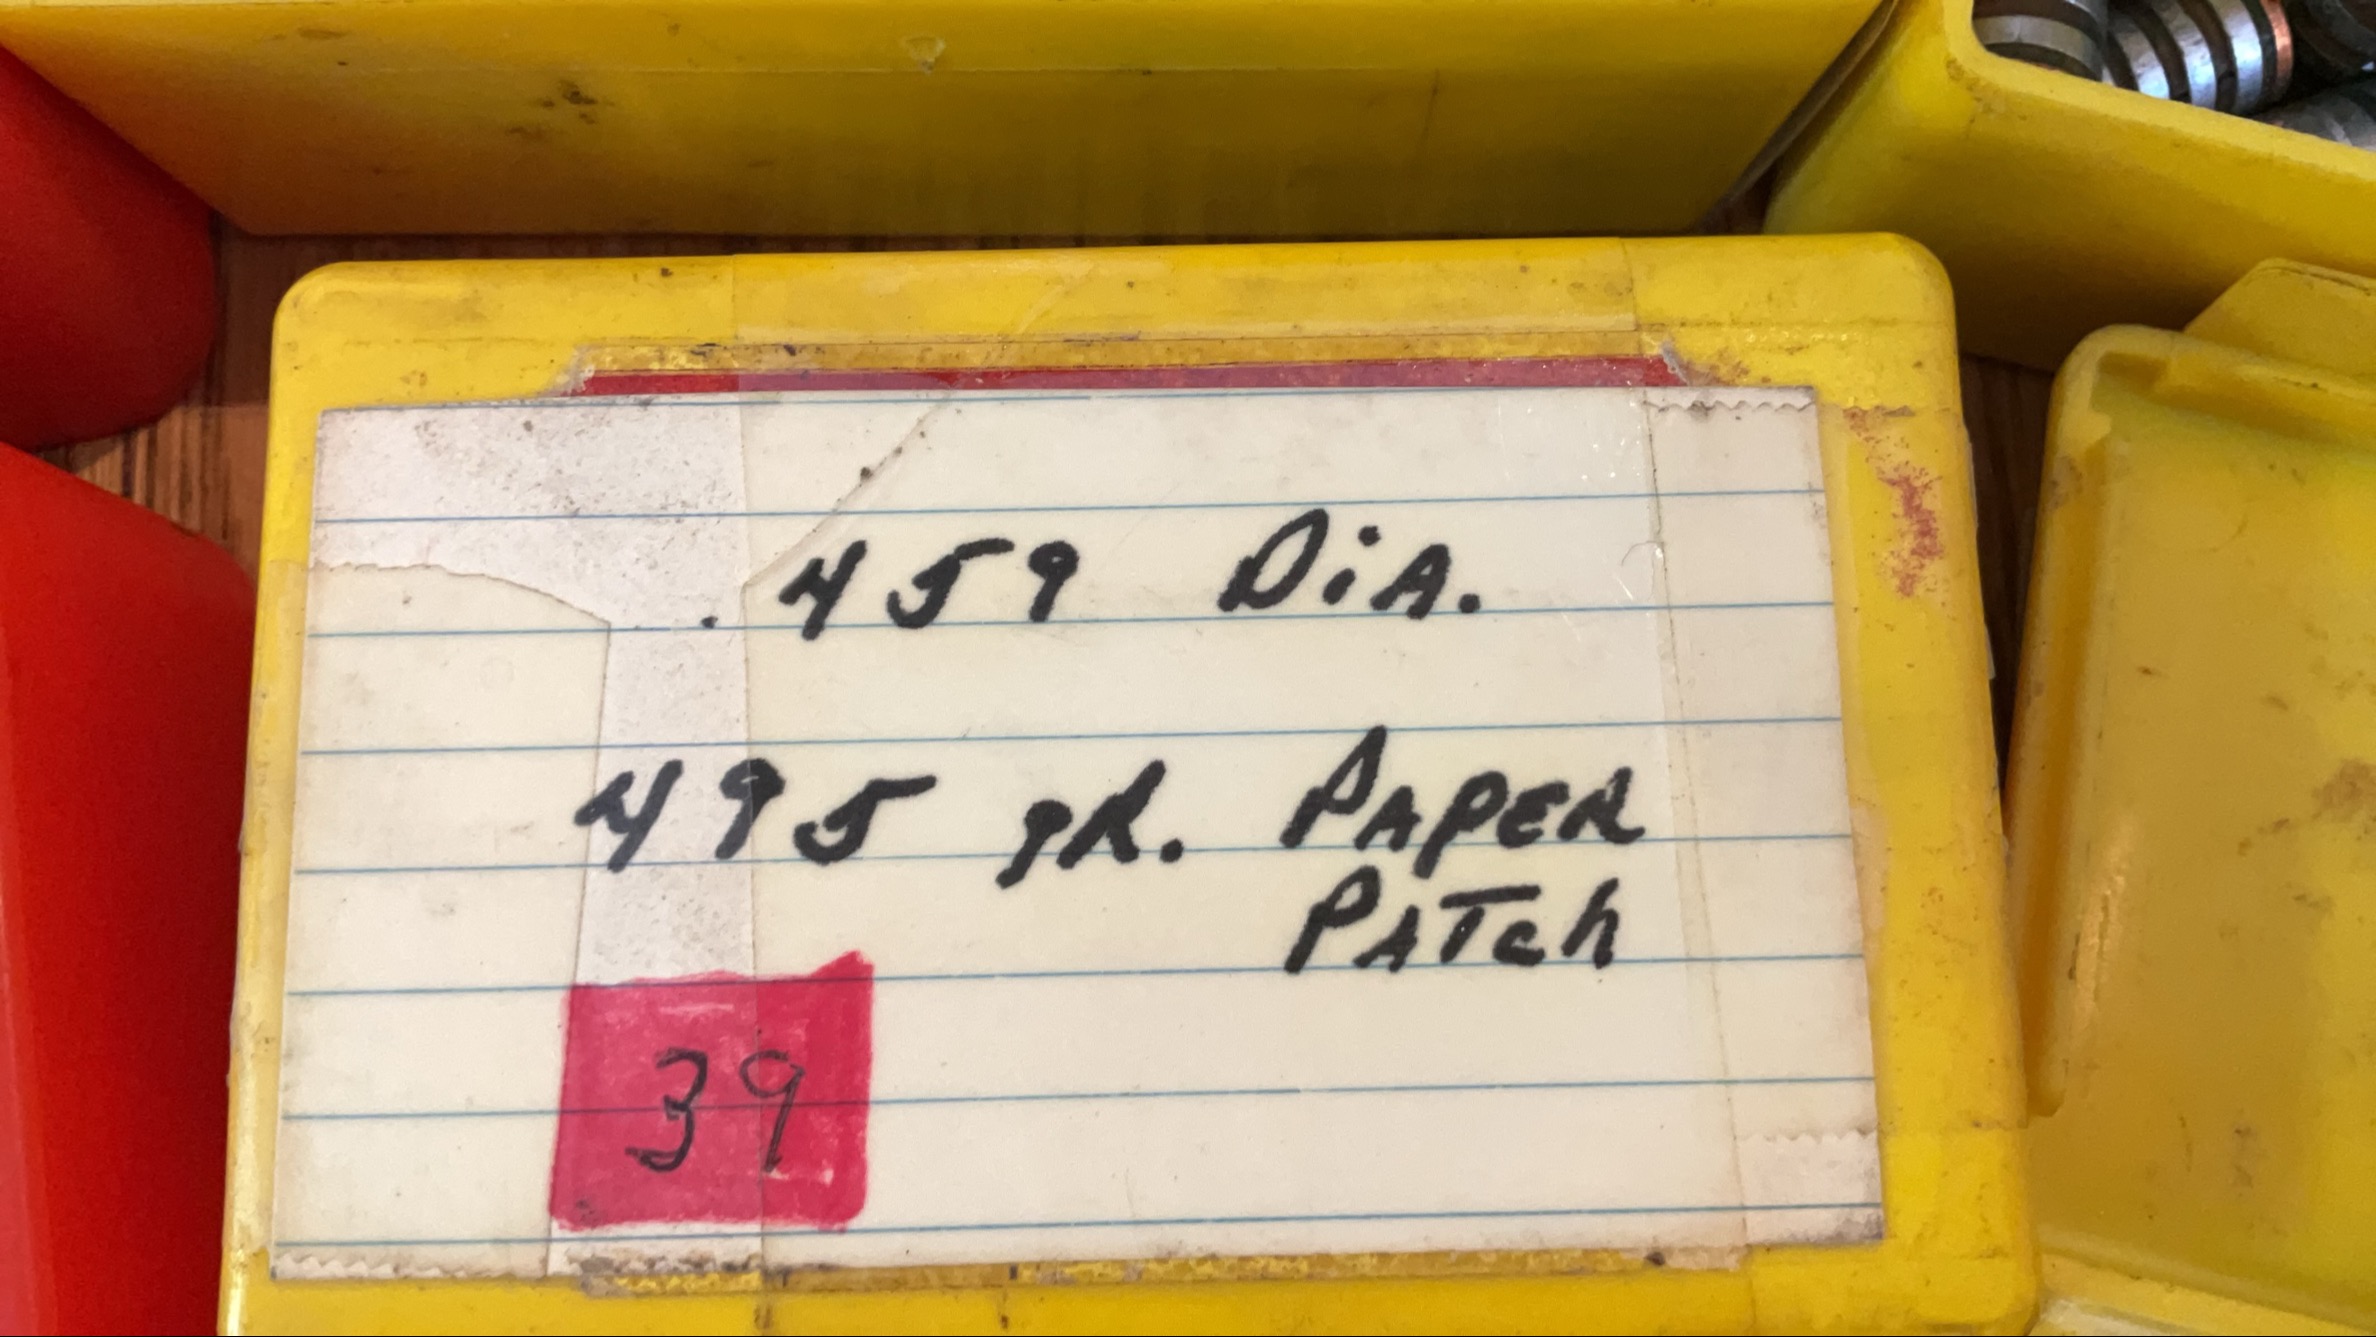 .459 DiA.
495 gR. PAPER
PATch
39